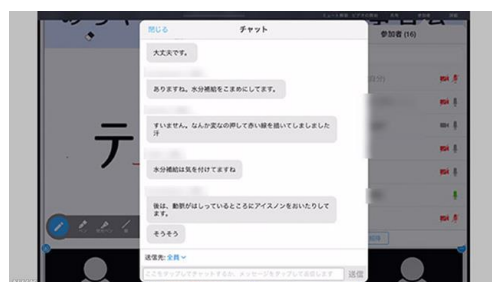 閉じる
チャット
参加者 (16)
大丈夫です。
ありますね。水分補給をこまめにしてます。
すいません。なんか変なの押して赤い線を描いてしましました
汗
水分補給は気を付けてますね
後は、動脈がはしっているところにアイスノンをおいたりして
ます。
そうそう
テ
送信先: 全員
ここをタップしてチャットするか、メッセージをタップして返信します
送信